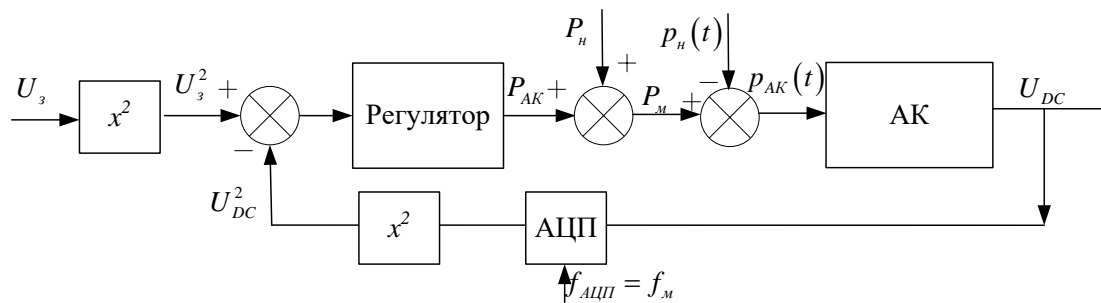 P_н
p_н(t)
U_з
x²
U_з²
+
−
Регулятор
P_АК
+
+
P_м
+
−
p_АК(t)
АК
U_DC
U_DC²
x²
АЦП
f_АЦП = f_м